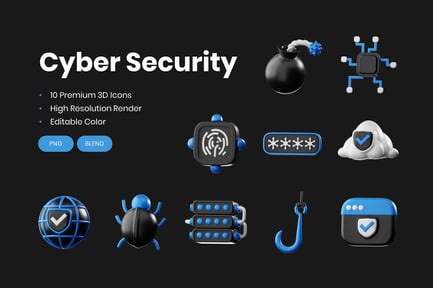 Cyber Security
• 10 Premium 3D Icons
• High Resolution Render
• Editable Color
PNG BLEND
****